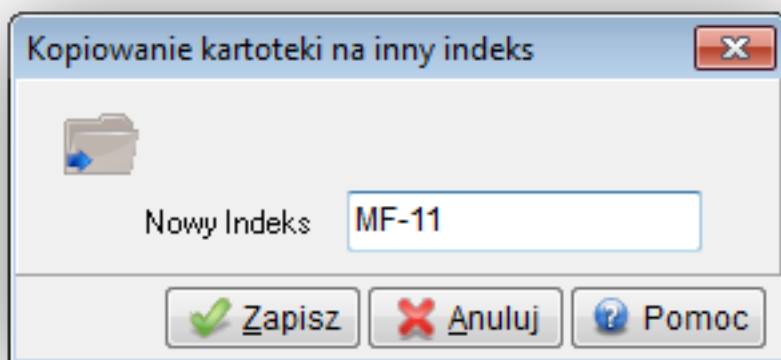 Kopiowanie kartoteki na inny indeks
Nowy Indeks MF-11
Zapisz Anuluj Pomoc